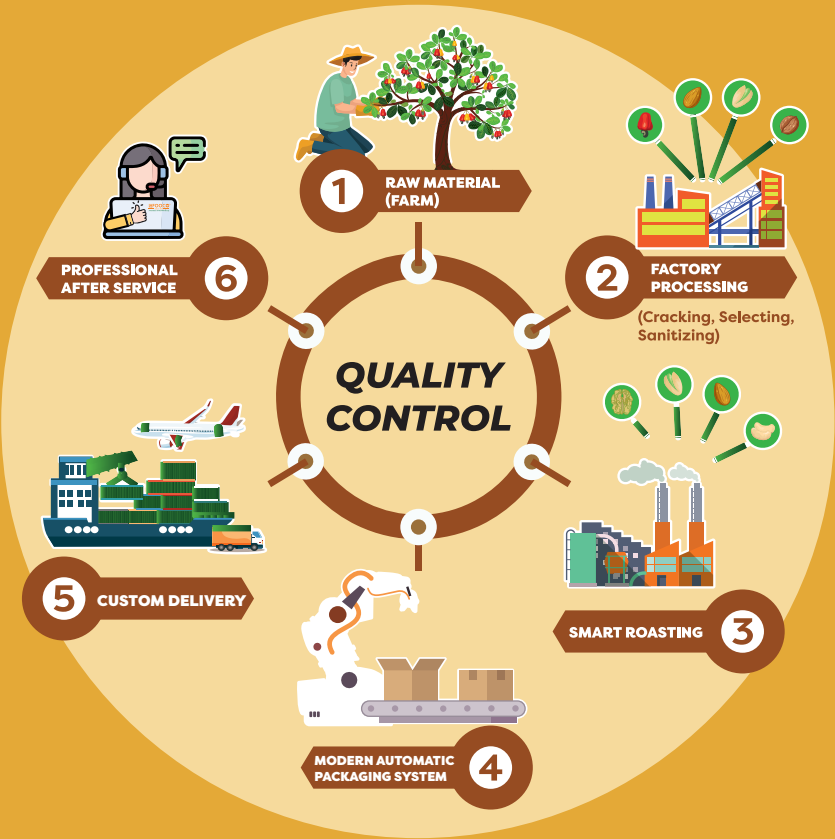 QUALITY
CONTROL
1
RAW MATERIAL
(FARM)
2
FACTORY
PROCESSING
(Cracking, Selecting,
Sanitizing)
SMART ROASTING
3
MODERN AUTOMATIC
PACKAGING SYSTEM
4
5
CUSTOM DELIVERY
PROFESSIONAL
AFTER SERVICE
6